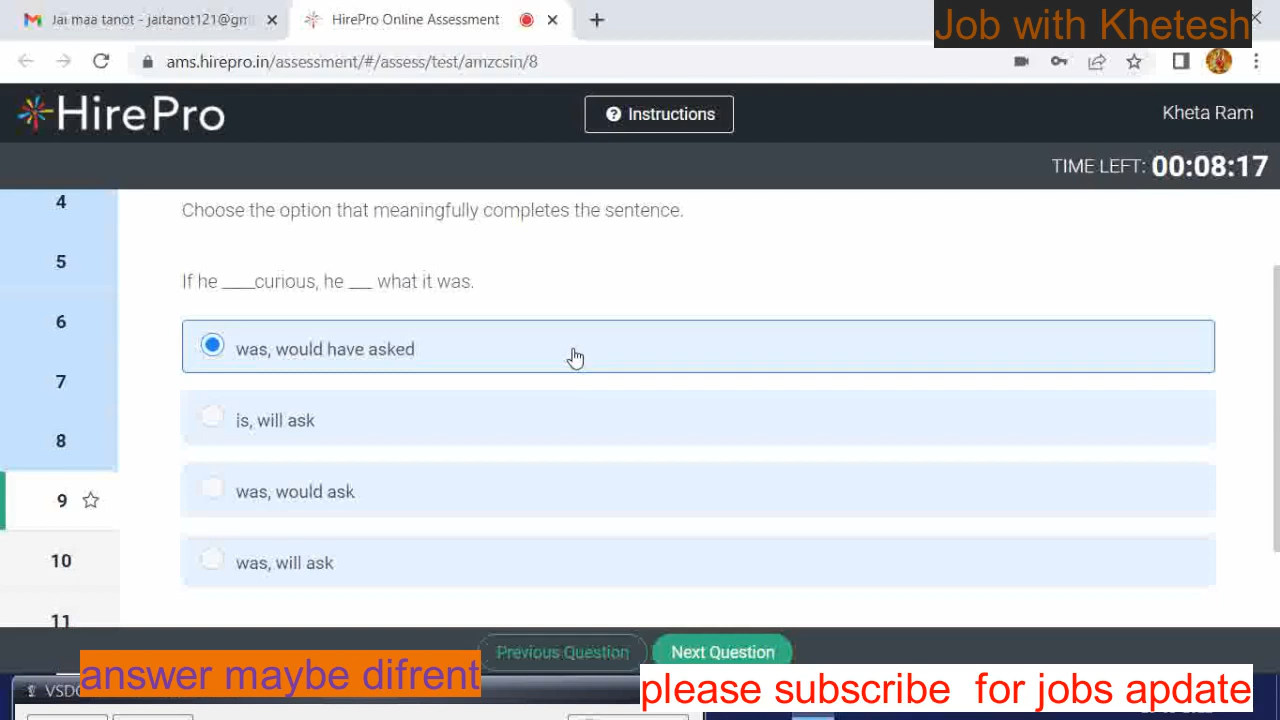 Jai maa tanot - jaitanot121@gm
HirePro Online Assessment
Job with Khetesh
ams.hirepro.in/assessment/#/assess/test/amzcsin/8
HirePro
Instructions
Kheta Ram
TIME LEFT: 00:08:17
4
Choose the option that meaningfully completes the sentence.
5
If he ____curious, he ___ what it was.
6
was, would have asked
7
is, will ask
8
was, would ask
9
10
was, will ask
11
Previous Question
Next Question
answer maybe difrent
please subscribe for jobs apdate